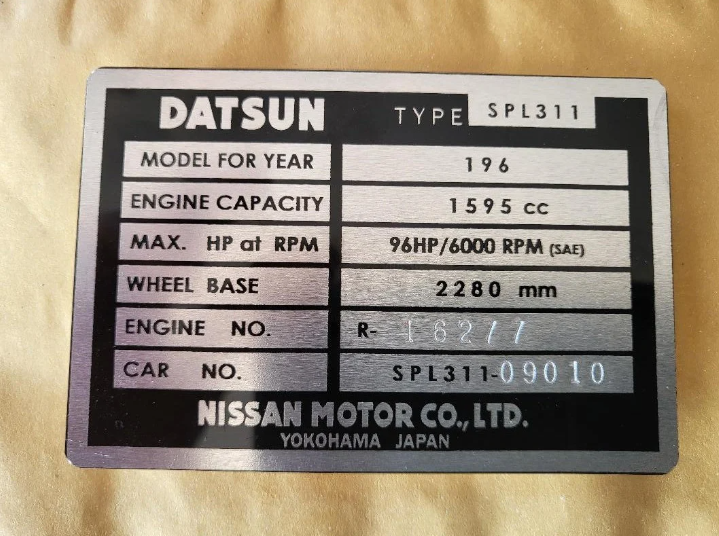 DATSUN TYPE SPL311
MODEL FOR YEAR 196
ENGINE CAPACITY 1595 cc
MAX. HP at RPM 96HP/6000 RPM (SAE)
WHEEL BASE 2280 mm
ENGINE NO. R- 16277
CAR NO. SPL311-09010
NISSAN MOTOR CO., LTD.
YOKOHAMA JAPAN